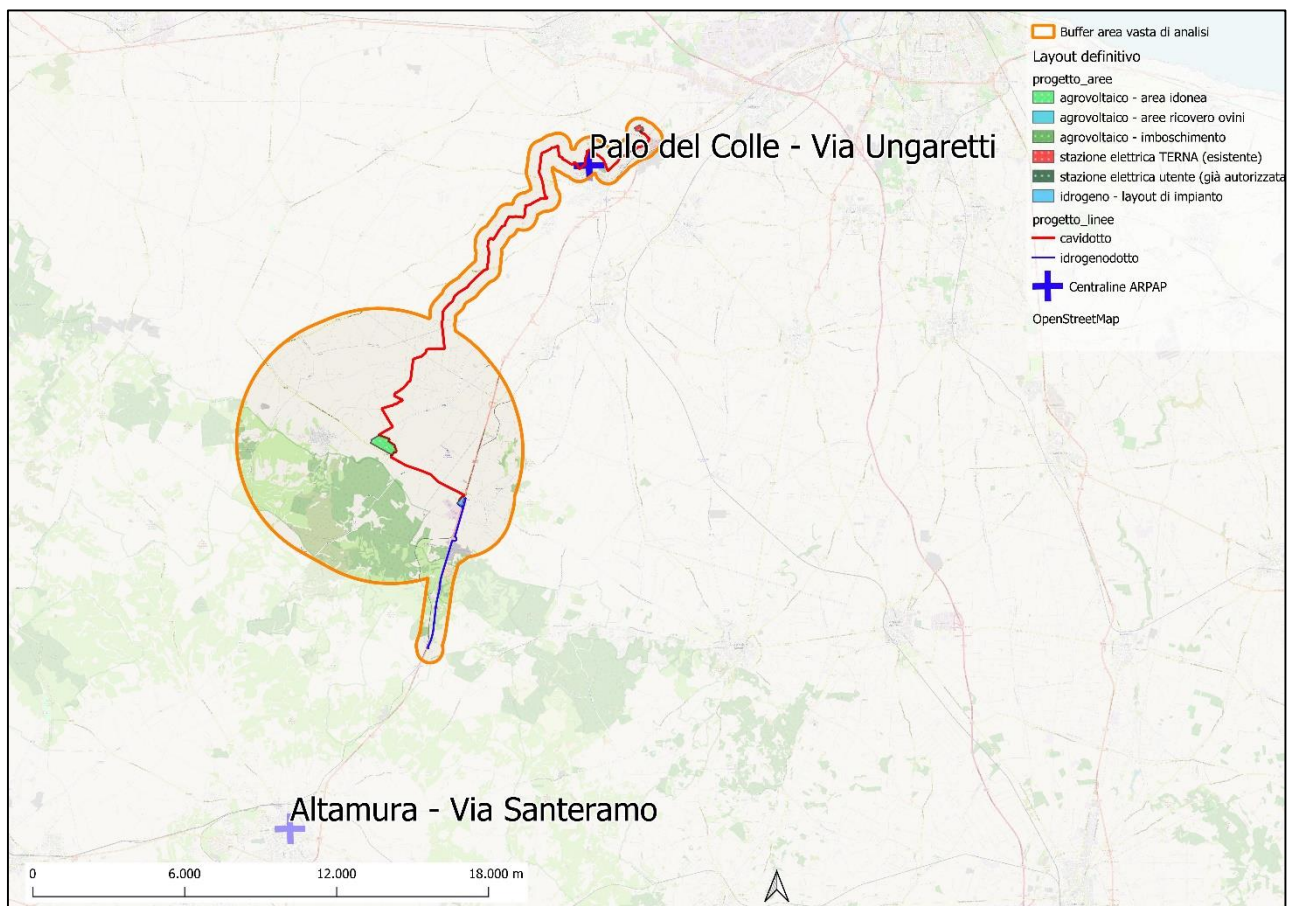 Buffer area vasta di analisi
Layout definitivo
progetto_aree
agrovoltaico - area idonea
agrovoltaico - aree ricovero ovini
agrovoltaico - imboschimento
stazione elettrica TERNA (esistente)
stazione elettrica utente (già autorizzata
idrogeno - layout di impianto
progetto_linee
cavidotto
idrogenodotto
Centraline ARPAP
OpenStreetMap
Palo del Colle - Via Ungaretti
Altamura - Via Santeramo
0 6.000 12.000 18.000 m